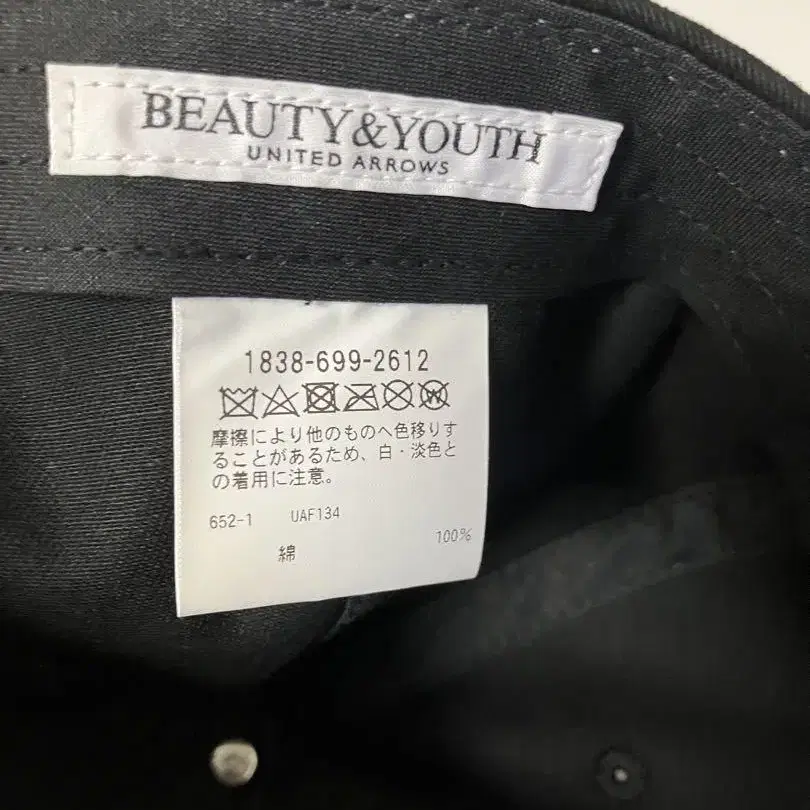 BEAUTY&YOUTH
UNITED ARROWS
1838-699-2612
摩擦により他のものへ色移りす
ることがあるため、白・淡色と
の着用に注意。
652-1 UAF134
綿 100%